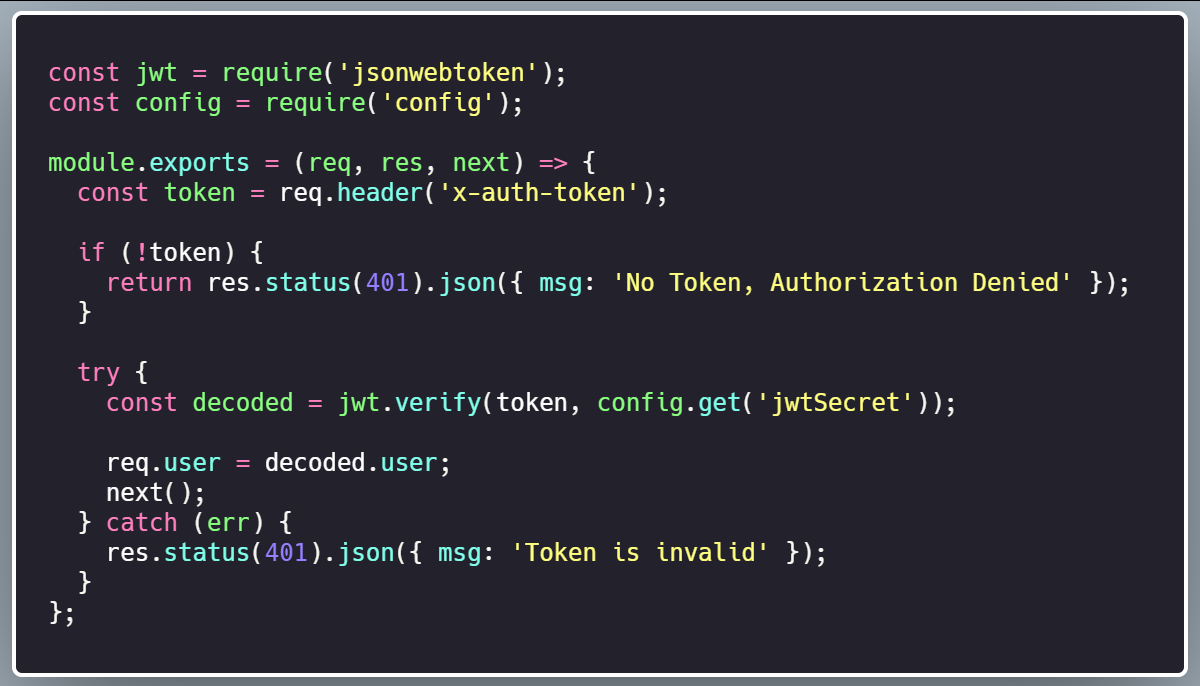 const jwt = require('jsonwebtoken');
const config = require('config');

module.exports = (req, res, next) => {
  const token = req.header('x-auth-token');

  if (!token) {
    return res.status(401).json({ msg: 'No Token, Authorization Denied' });
  }

  try {
    const decoded = jwt.verify(token, config.get('jwtSecret'));

    req.user = decoded.user;
    next();
  } catch (err) {
    res.status(401).json({ msg: 'Token is invalid' });
  }
};